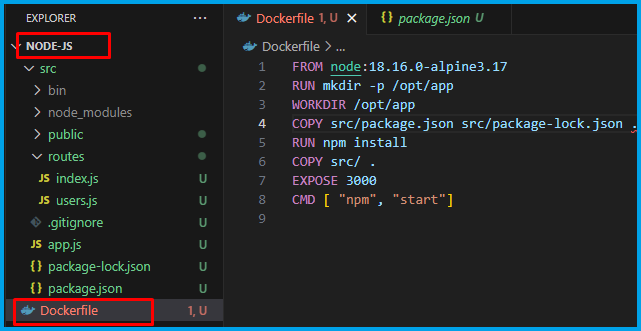 EXPLORER
NODE-JS
src
bin
node_modules
public U
routes
index.js U
users.js U
.gitignore U
app.js U
package-lock.json U
package.json U
Dockerfile 1, U
Dockerfile 1, U package.json U
Dockerfile > ...
1 FROM node:18.16.0-alpine3.17
2 RUN mkdir -p /opt/app
3 WORKDIR /opt/app
4 COPY src/package.json src/package-lock.json .
5 RUN npm install
6 COPY src/ .
7 EXPOSE 3000
8 CMD [ "npm", "start"]
9